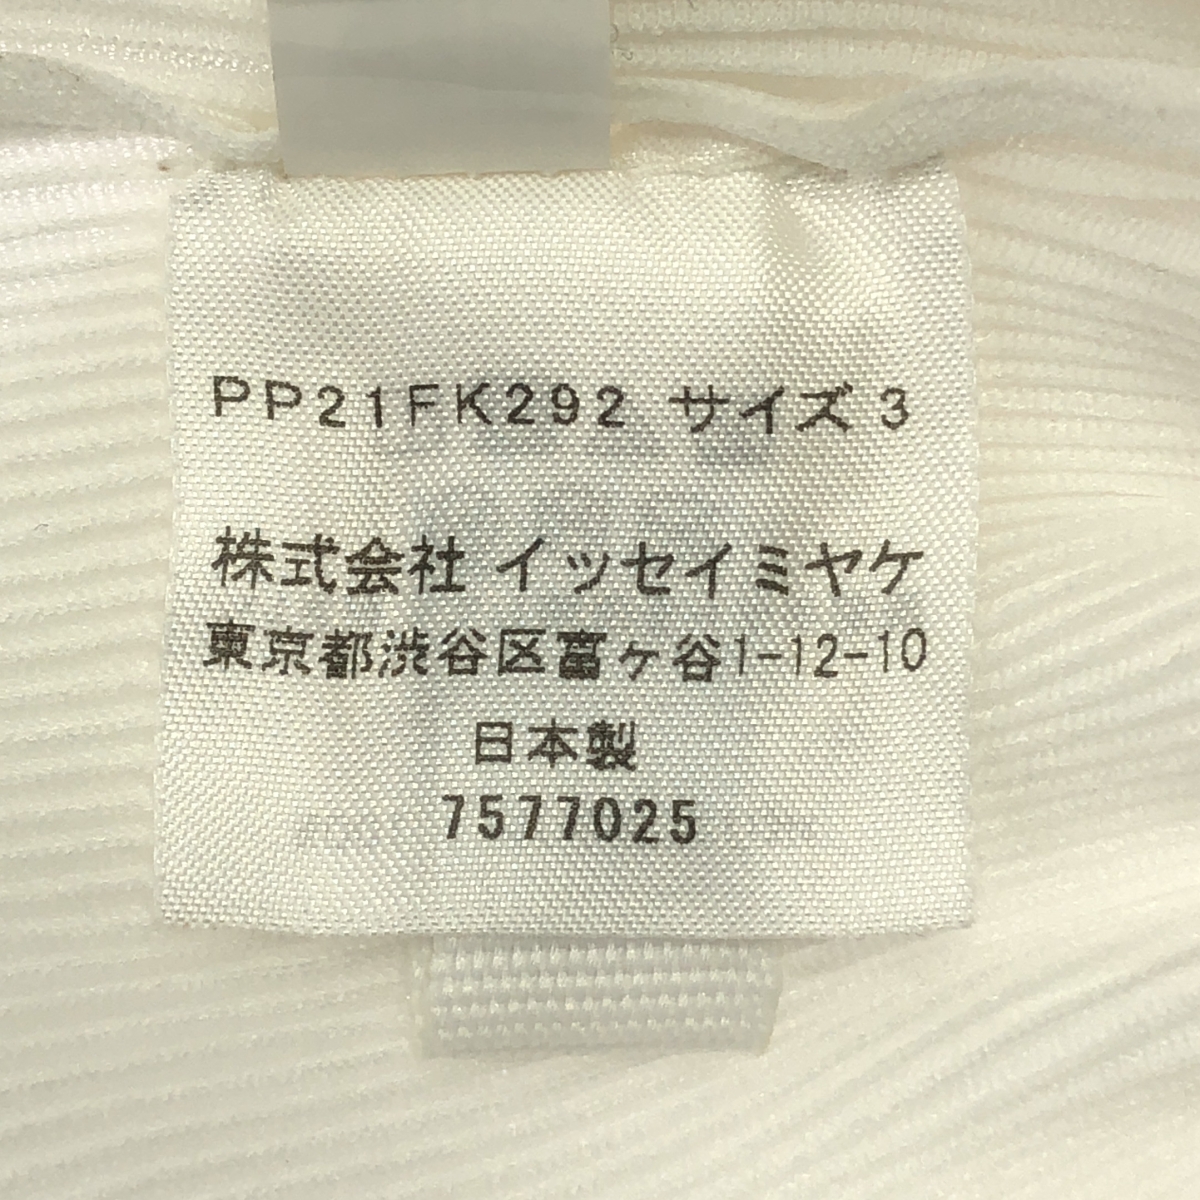 PP21FK292 サイズ3
株式会社 イッセイミヤケ
東京都渋谷区富ヶ谷1-12-10
日本製
7577025